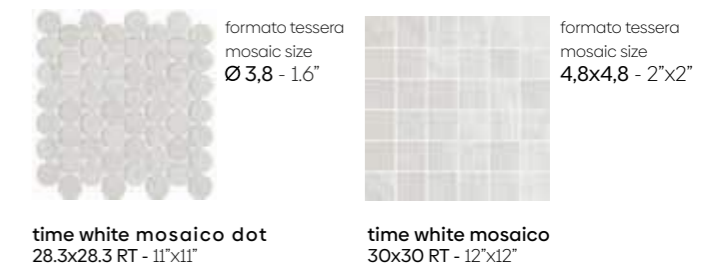 formato tessera
mosaic size
Ø 3,8 - 1.6”
formato tessera
mosaic size
4,8x4,8 - 2”x2”
time white mosaico dot
28.3x28.3 RT - 11”x11”
time white mosaico
30x30 RT - 12”x12”